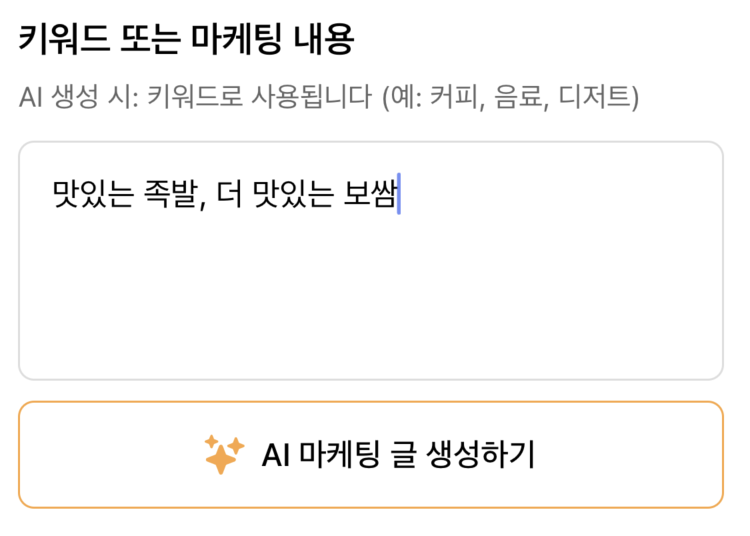 키워드 또는 마케팅 내용
AI 생성 시: 키워드로 사용됩니다 (예: 커피, 음료, 디저트)
맛있는 족발, 더 맛있는 보쌈
AI 마케팅 글 생성하기